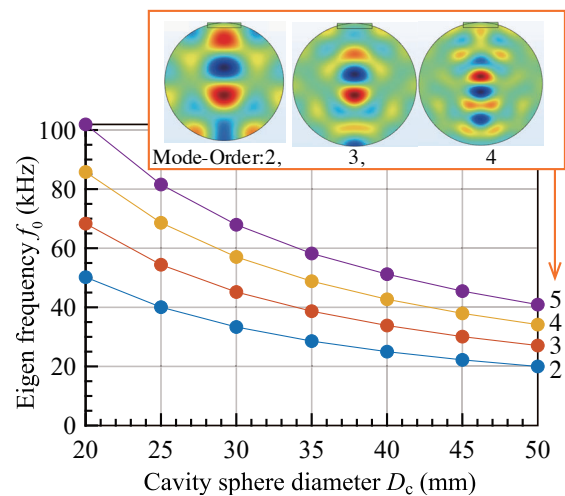 Mode-Order:2, 3, 4
100
80
60
40
20
0
Eigen frequency f₀ (kHz)
5
4
3
2
20 25 30 35 40 45 50
Cavity sphere diameter D_c (mm)